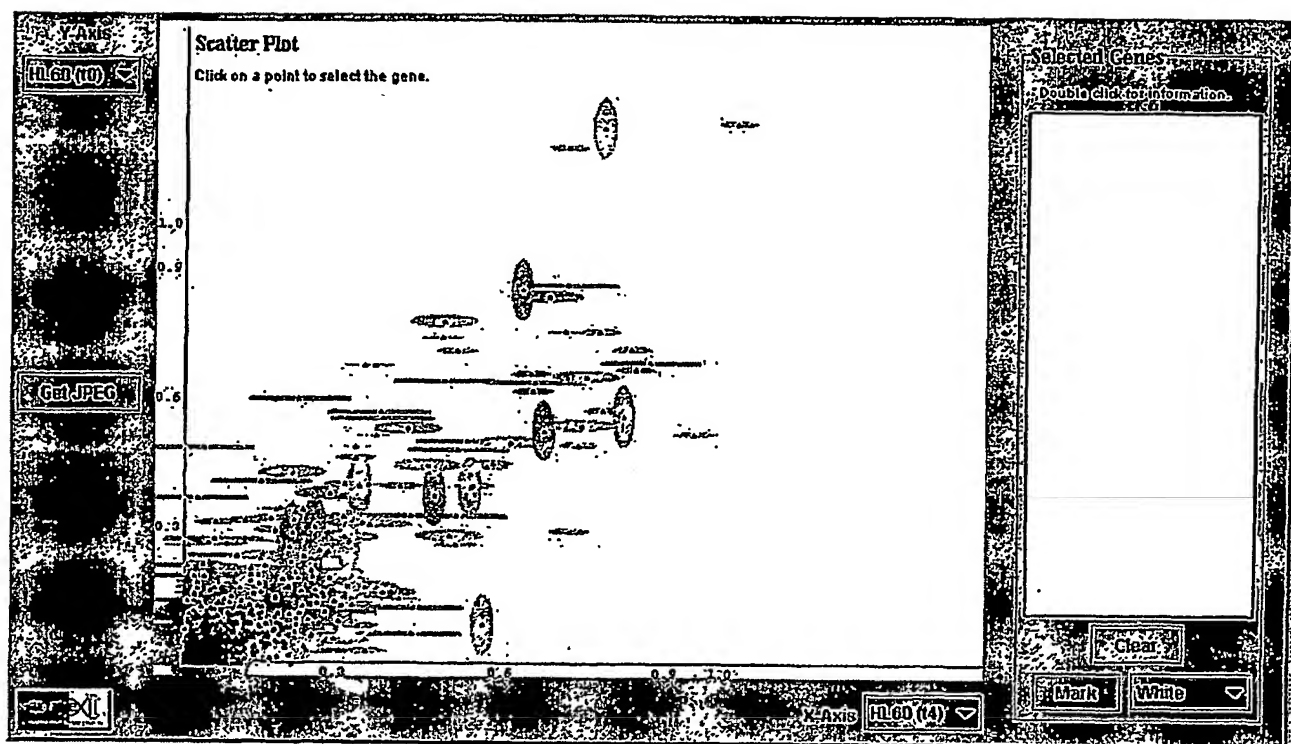 Y-Axis
HL60 (t0)
Scatter Plot
Click on a point to select the gene.
Selected Genes
Double click for information.
1.0
0.9
Get JPEG
0.6
0.3
0.3
0.6
0.9
1.0
Clear
Mark
White
X-Axis
HL60 (t4)